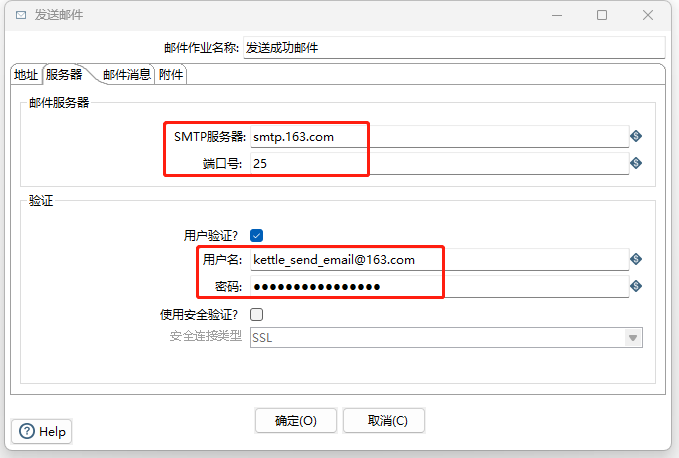 发送邮件
邮件作业名称: 发送成功邮件
地址 服务器 邮件消息 附件
邮件服务器
SMTP服务器: smtp.163.com
端口号: 25
验证
用户验证?
用户名: kettle_send_email@163.com
密码: ●●●●●●●●●●●●●●●●
使用安全验证?
安全连接类型 SSL
确定(O) 取消(C)
Help